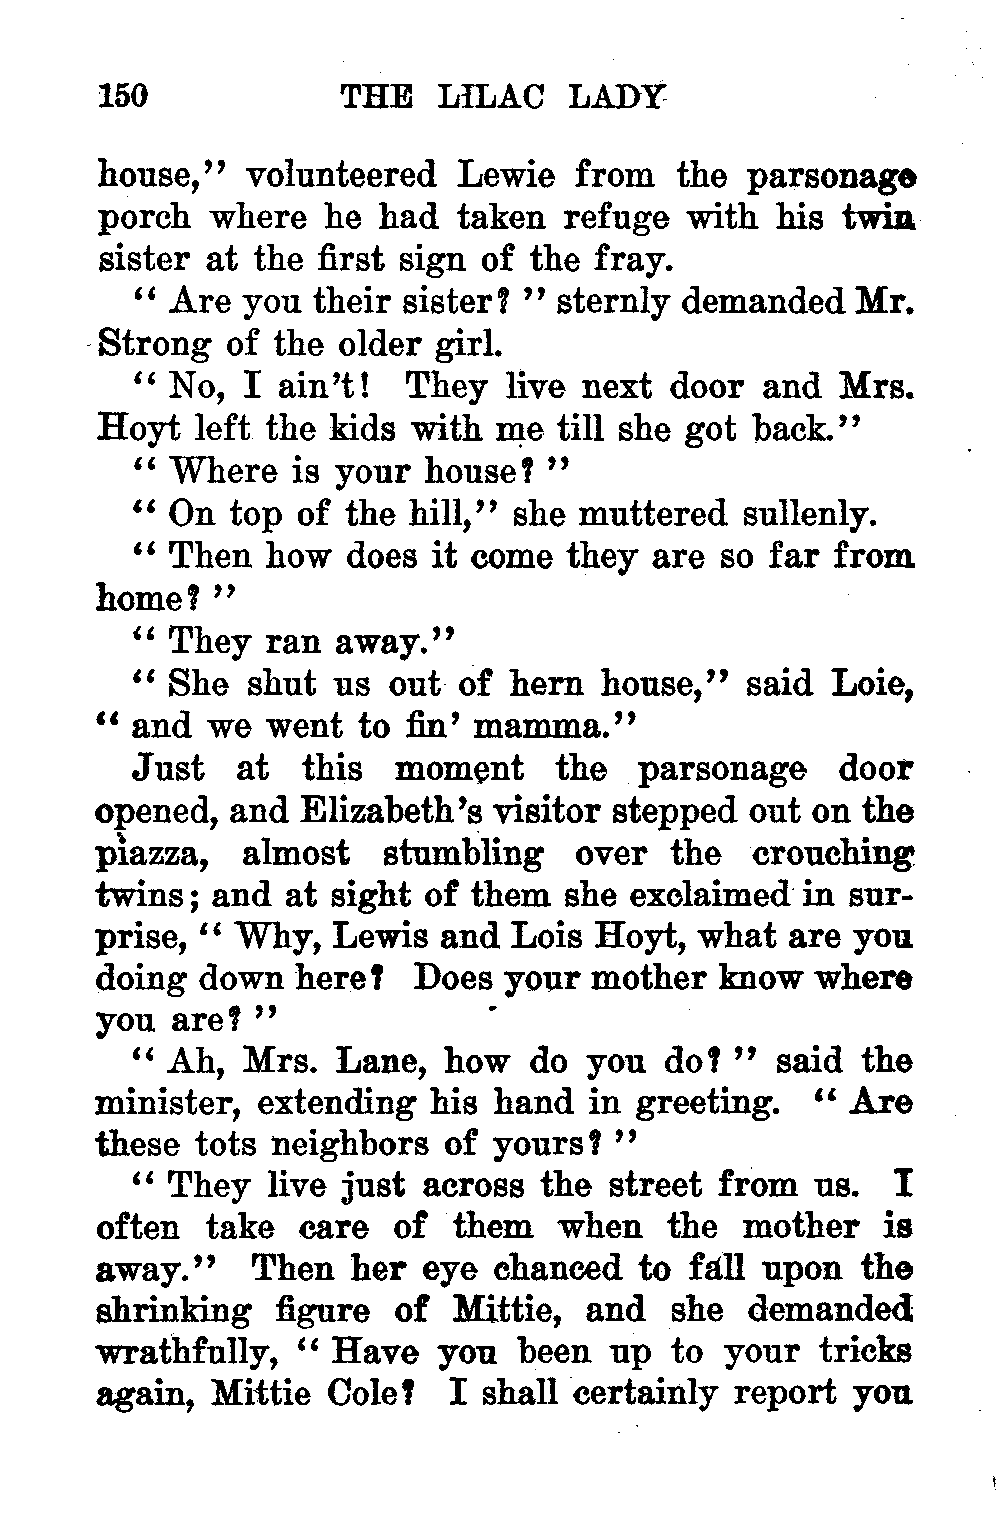 150 THE LILAC LADY
house,” volunteered Lewie from the parsonage
porch where he had taken refuge with his twin
sister at the first sign of the fray.
“ Are you their sister? ” sternly demanded Mr.
Strong of the older girl.
“ No, I ain’t! They live next door and Mrs.
Hoyt left the kids with me till she got back.”
“ Where is your house? ”
“ On top of the hill,” she muttered sullenly.
“ Then how does it come they are so far from
home? ”
“ They ran away.”
“ She shut us out of hern house,” said Loie,
“ and we went to fin’ mamma.”
Just at this moment the parsonage door
opened, and Elizabeth’s visitor stepped out on the
piazza, almost stumbling over the crouching
twins; and at sight of them she exclaimed in sur-
prise, “ Why, Lewis and Lois Hoyt, what are you
doing down here? Does your mother know where
you are? ”
“ Ah, Mrs. Lane, how do you do? ” said the
minister, extending his hand in greeting. “ Are
these tots neighbors of yours? ”
“ They live just across the street from us. I
often take care of them when the mother is
away.” Then her eye chanced to fall upon the
shrinking figure of Mittie, and she demanded
wrathfully, “ Have you been up to your tricks
again, Mittie Cole? I shall certainly report you